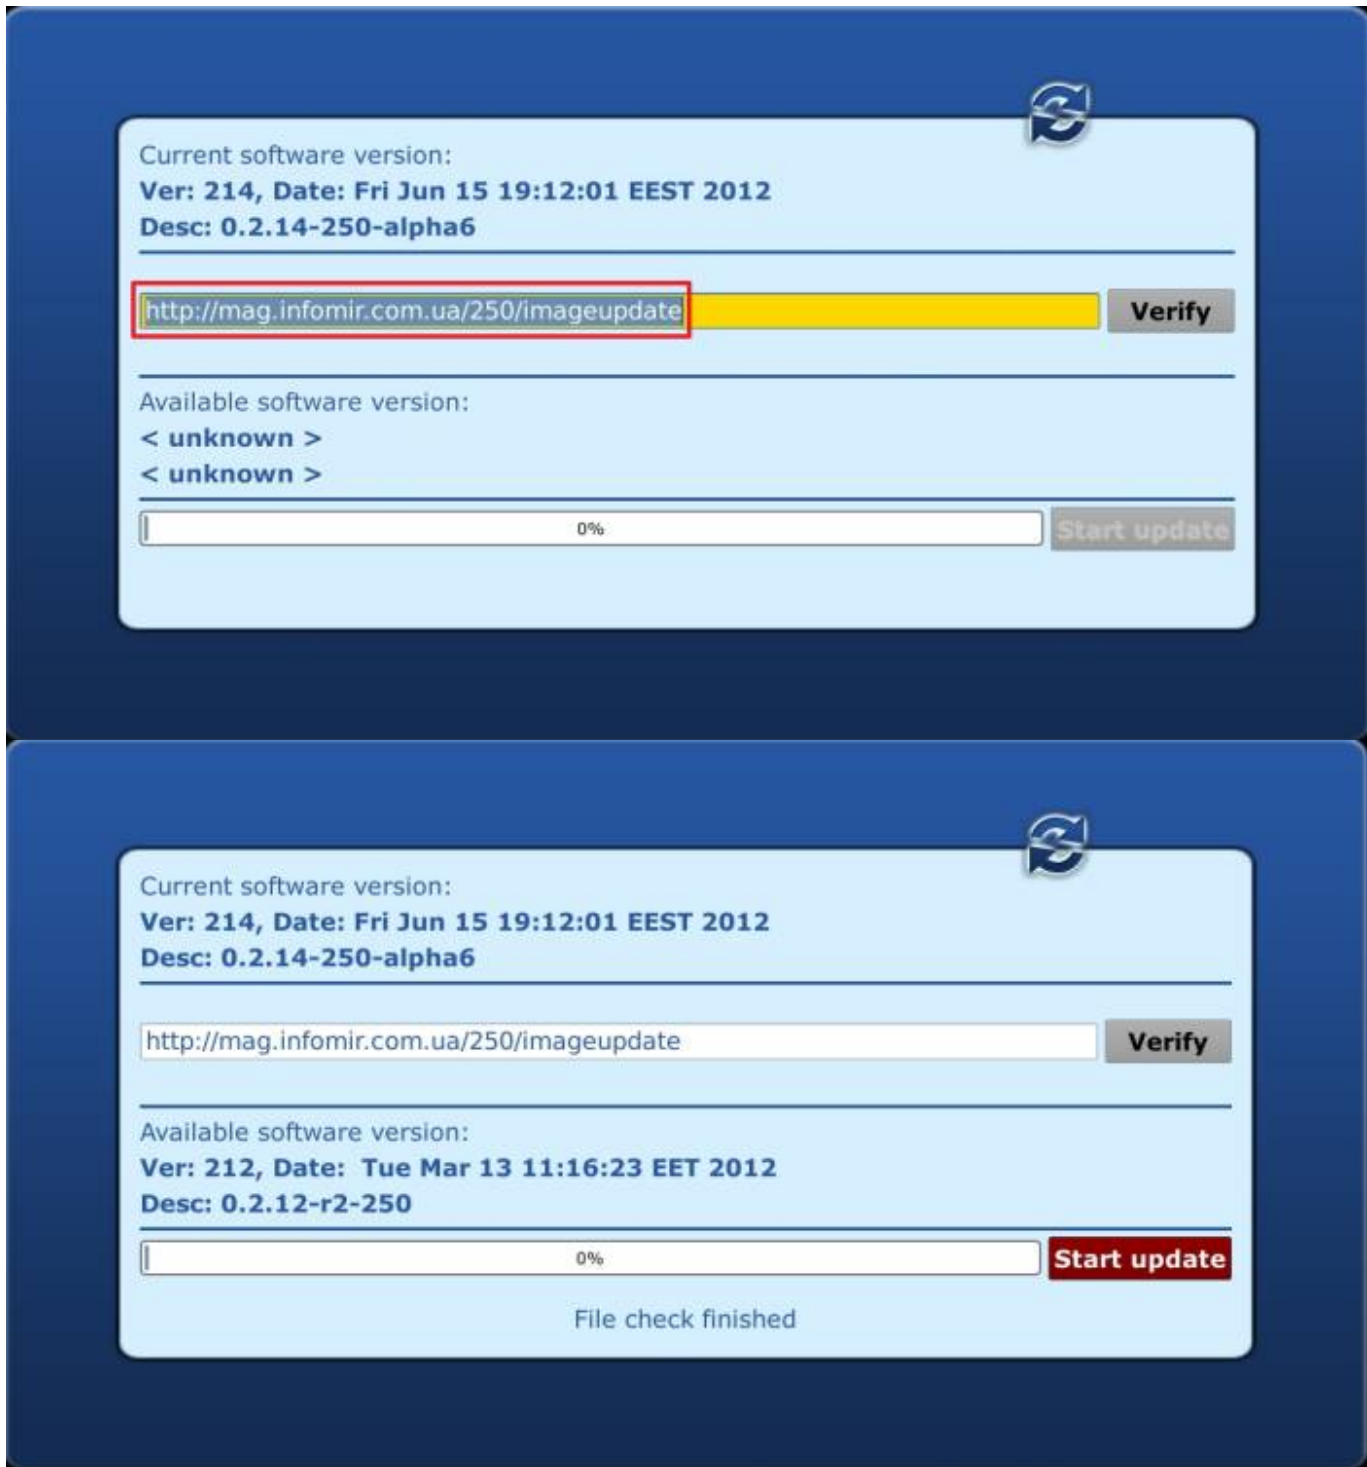 Current software version:
Ver: 214, Date: Fri Jun 15 19:12:01 EEST 2012
Desc: 0.2.14-250-alpha6
http://mag.infomir.com.ua/250/imageupdate Verify
Available software version:
< unknown >
< unknown >
0% Start update
Current software version:
Ver: 214, Date: Fri Jun 15 19:12:01 EEST 2012
Desc: 0.2.14-250-alpha6
http://mag.infomir.com.ua/250/imageupdate Verify
Available software version:
Ver: 212, Date:  Tue Mar 13 11:16:23 EET 2012
Desc: 0.2.12-r2-250
0% Start update
File check finished